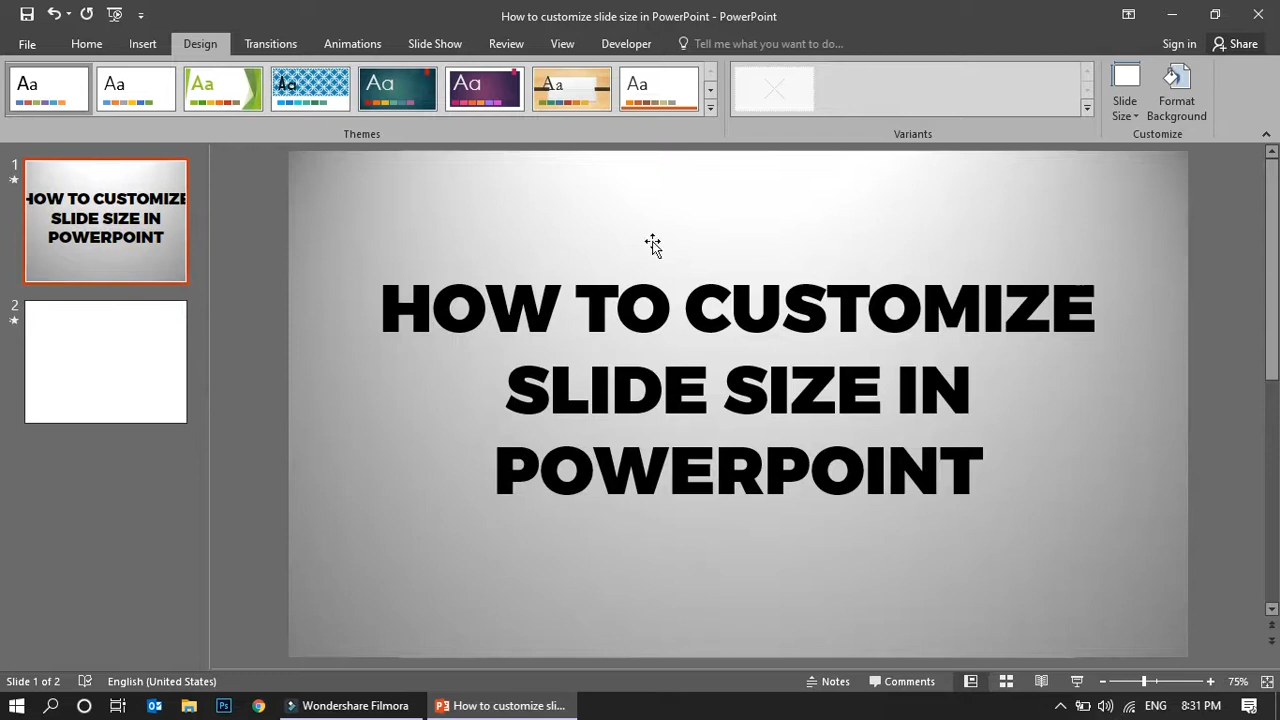 How to customize slide size in PowerPoint - PowerPoint
File Home Insert Design Transitions Animations Slide Show Review View Developer Tell me what you want to do... Sign in Share
Aa Aa Aa Aa Aa Aa Aa Aa
Slide Size
Format Background
Themes
Variants
Customize
1
HOW TO CUSTOMIZE
SLIDE SIZE IN
POWERPOINT
2
HOW TO CUSTOMIZE
SLIDE SIZE IN
POWERPOINT
Slide 1 of 2 English (United States) Notes Comments 75%
Wondershare Filmora How to customize sli... ENG 8:31 PM